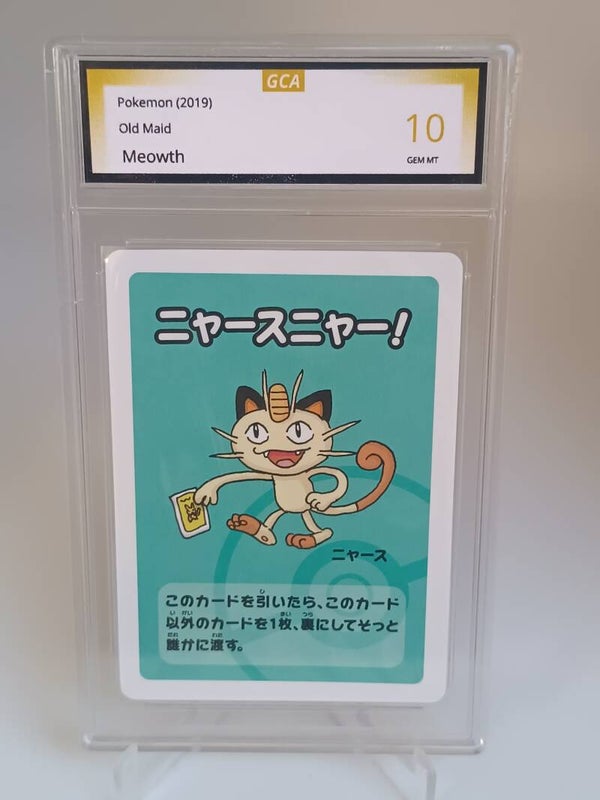 GCA
Pokemon (2019)
Old Maid
10
Meowth
GEM MT
ニャースニャー!
ニャース
このカードを引いたら、このカード
以外のカードを1枚、裏にしてそっと
誰かに渡す。